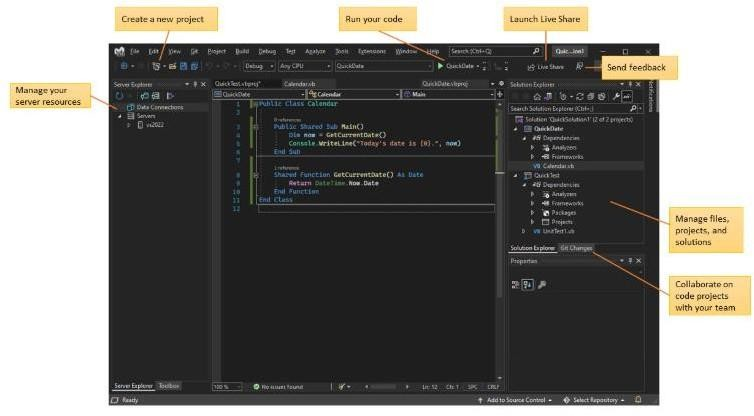 Create a new project
Run your code
Launch Live Share
Send feedback
Manage your
server resources
Manage files,
projects, and
solutions
Collaborate on
code projects
with your team
File Edit View Git Project Build Debug Test Analyze Tools Extensions Window Help Search (Ctrl+Q) Quic...ion1
Debug Any CPU QuickDate QuickDate Live Share
Server Explorer
Data Connections
Servers
vs2022
QuickTest.vbproj* Calendar.vb QuickDate.vbproj
QuickDate Calendar Main
1 Public Class Calendar
2
0 references
3 Public Shared Sub Main()
4 Dim now = GetCurrentDate()
5 Console.WriteLine("Today's date is {0}.", now)
6 End Sub
7
1 reference
8 Shared Function GetCurrentDate() As Date
9 Return DateTime.Now.Date
10 End Function
11 End Class
12
Solution Explorer
Search Solution Explorer (Ctrl+;)
Solution 'QuickSolution1' (2 of 2 projects)
QuickDate
Dependencies
Analyzers
Frameworks
VB Calendar.vb
QuickTest
Dependencies
Analyzers
Frameworks
Packages
Projects
VB UnitTest1.vb
Solution Explorer Git Changes
Properties
Notifications
Server Explorer Toolbox
100 % No issues found Ln: 12 Ch: 1 SPC CRLF
Ready Add to Source Control Select Repository